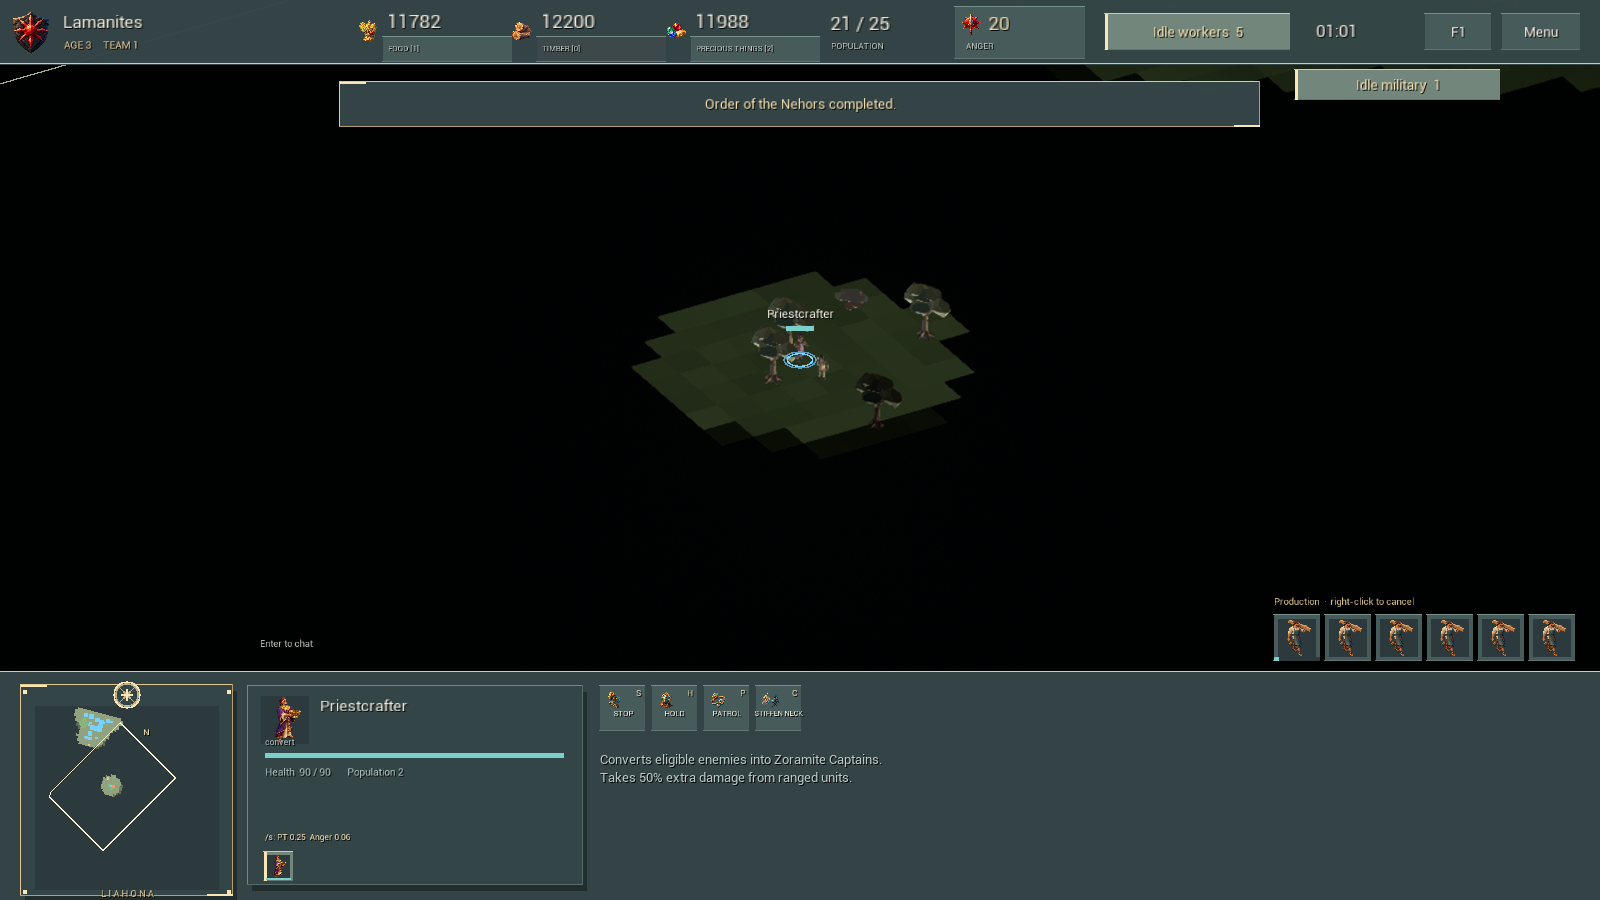 Lamanites
AGE 3 TEAM 1
11782
FOOD [1]
12200
TIMBER [0]
11988
PRECIOUS THINGS [2]
21 / 25
POPULATION
20
ANGER
Idle workers 5
01:01
F1
Menu
Idle military 1
Order of the Nehors completed.
Priestcrafter
Production · right-click to cancel
Enter to chat
N
LIAHONA
Priestcrafter
convert
Health 90 / 90 Population 2
/s: PT 0.25 Anger 0.06
S
STOP
H
HOLD
P
PATROL
C
STIFFEN NECK
Converts eligible enemies into Zoramite Captains.
Takes 50% extra damage from ranged units.